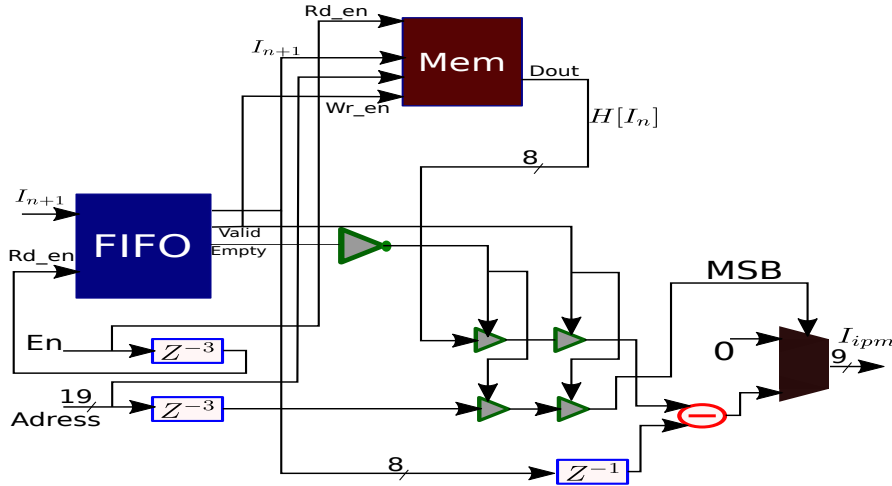 Rd_en
I_{n+1}
Mem
Dout
Wr_en
H[I_n]
8
I_{n+1}
FIFO
Valid
Empty
Rd_en
MSB
En
Z^{-3}
0
I_{ipm}
9
19
Adress
Z^{-3}
8
Z^{-1}